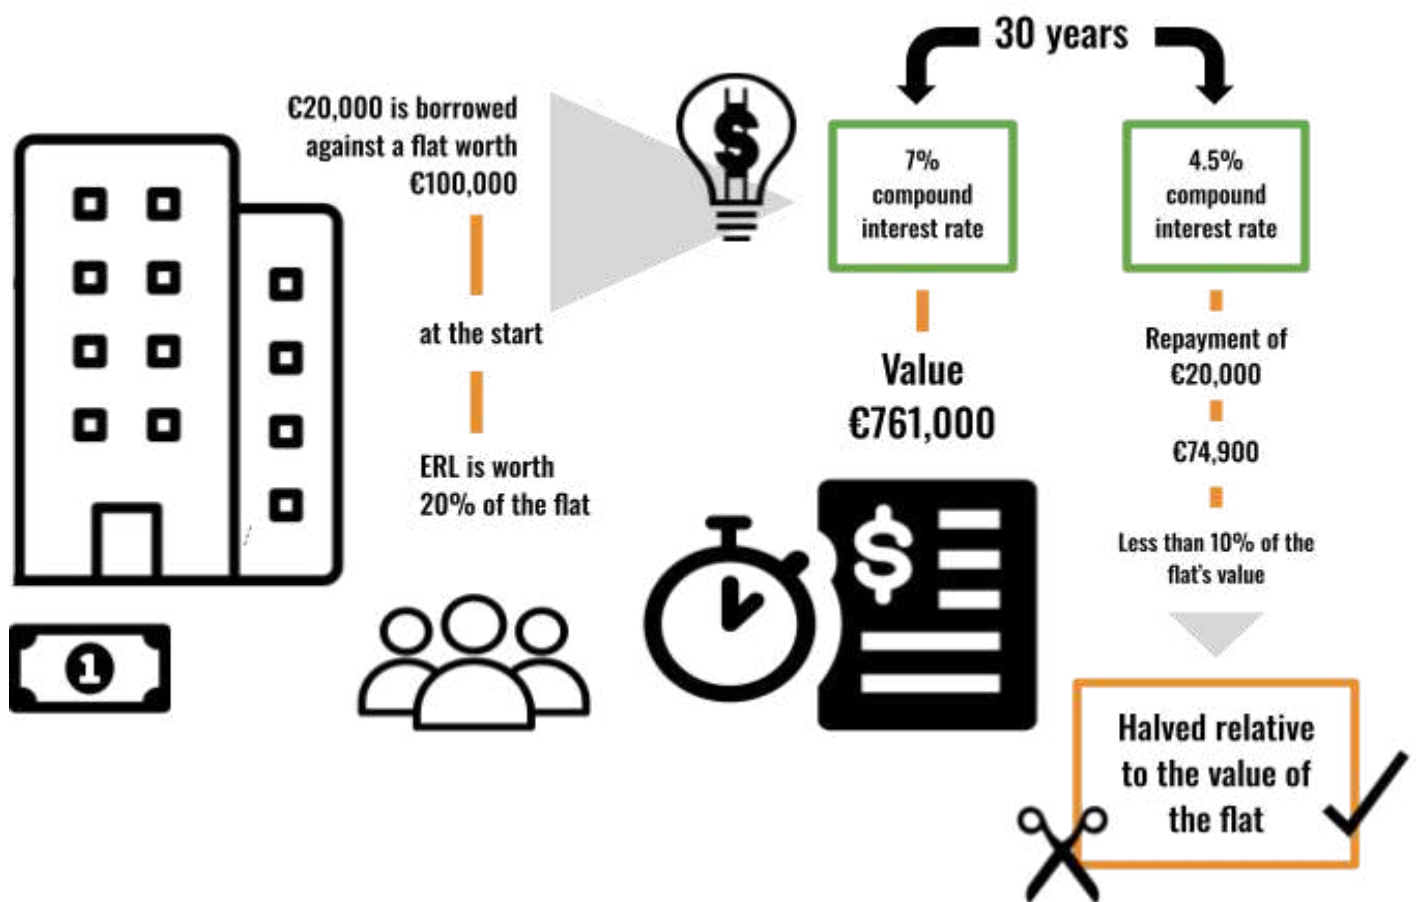 €20,000 is borrowed
against a flat worth
€100,000
at the start
ERL is worth
20% of the flat
1
$
30 years
7%
compound
interest rate
Value
€761,000
$
4.5%
compound
interest rate
Repayment of
€20,000
€74,900
Less than 10% of the
flat's value
Halved relative
to the value of
the flat